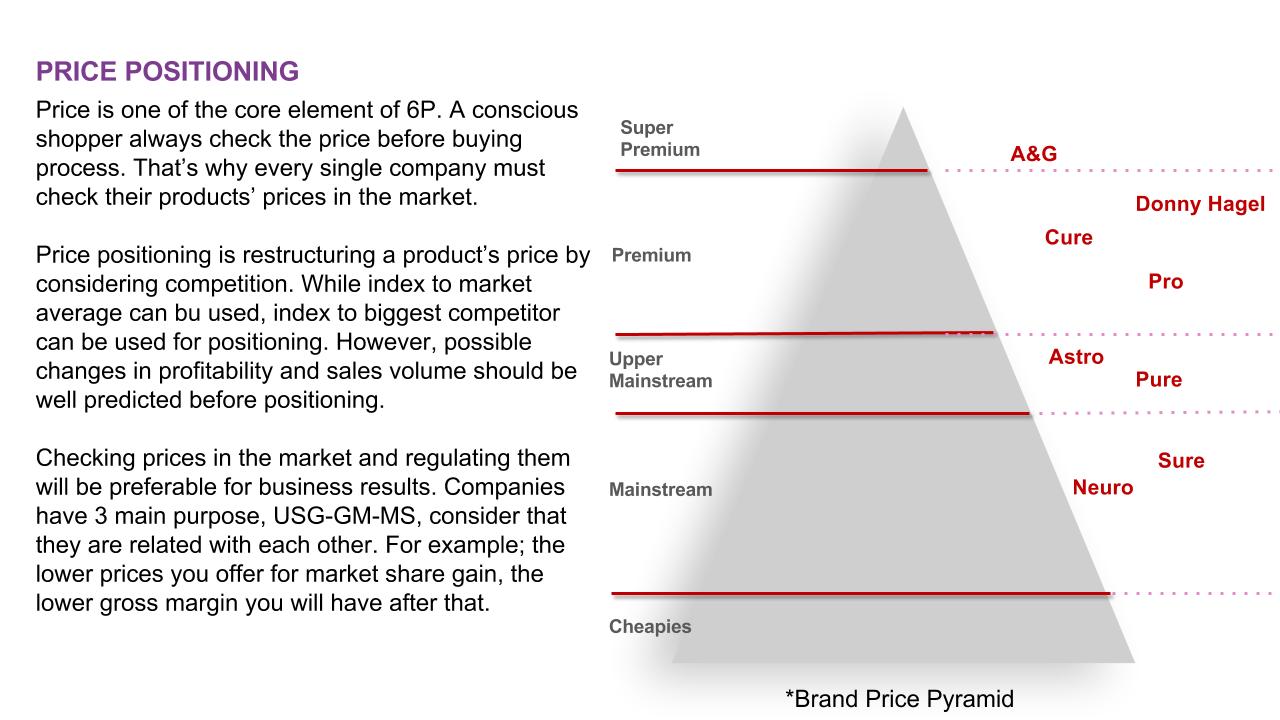 PRICE POSITIONING
Price is one of the core element of 6P. A conscious
shopper always check the price before buying
process. That’s why every single company must
check their products’ prices in the market.
Price positioning is restructuring a product’s price by
considering competition. While index to market
average can bu used, index to biggest competitor
can be used for positioning. However, possible
changes in profitability and sales volume should be
well predicted before positioning.
Checking prices in the market and regulating them
will be preferable for business results. Companies
have 3 main purpose, USG-GM-MS, consider that
they are related with each other. For example; the
lower prices you offer for market share gain, the
lower gross margin you will have after that.
Super
Premium
A&G
Premium
Donny Hagel
Cure
Pro
Upper
Mainstream
Astro
Pure
Mainstream
Sure
Neuro
Cheapies
*Brand Price Pyramid